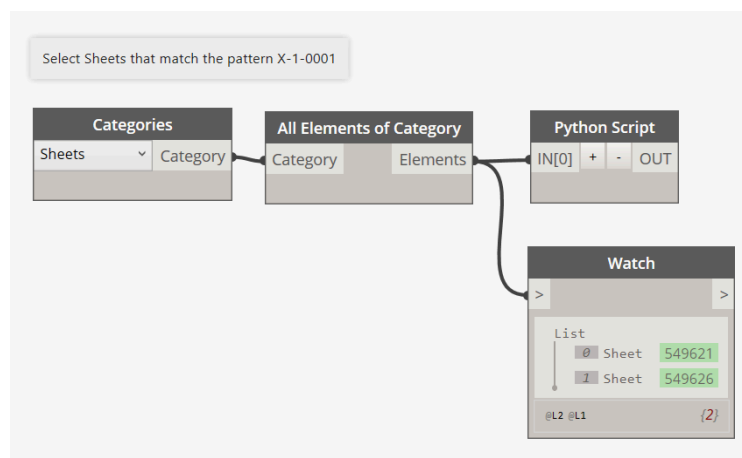 Select Sheets that match the pattern X-1-0001
Categories
Sheets Category
All Elements of Category
Category Elements
Python Script
IN[0] + - OUT
Watch
> >
List
0 Sheet 549621
1 Sheet 549626
@L2 @L1 {2}